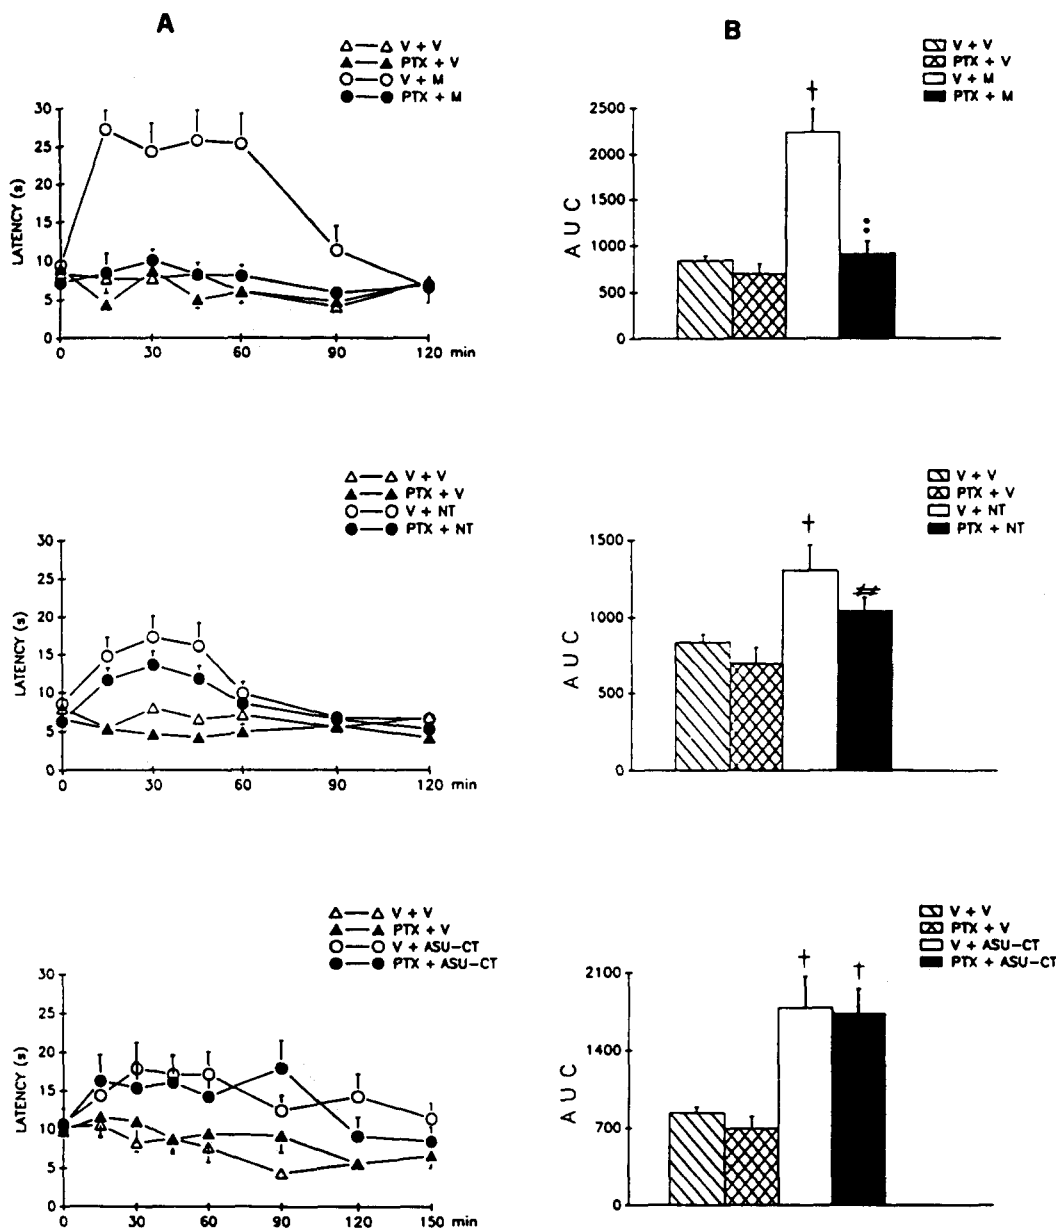 A
B
V + V
PTX + V
V + M
PTX + M
V + V
PTX + V
V + M
PTX + M
LATENCY (s)
30
25
20
15
10
5
0
0 30 60 90 120 min
AUC
2500
2000
1500
1000
500
0
†
V + V
PTX + V
V + NT
PTX + NT
V + V
PTX + V
V + NT
PTX + NT
LATENCY (s)
30
25
20
15
10
5
0
0 30 60 90 120 min
AUC
1500
1000
500
0
†
V + V
PTX + V
V + ASU-CT
PTX + ASU-CT
V + V
PTX + V
V + ASU-CT
PTX + ASU-CT
LATENCY (s)
30
25
20
15
10
5
0
0 30 60 90 120 150 min
AUC
2100
1400
700
0
† †